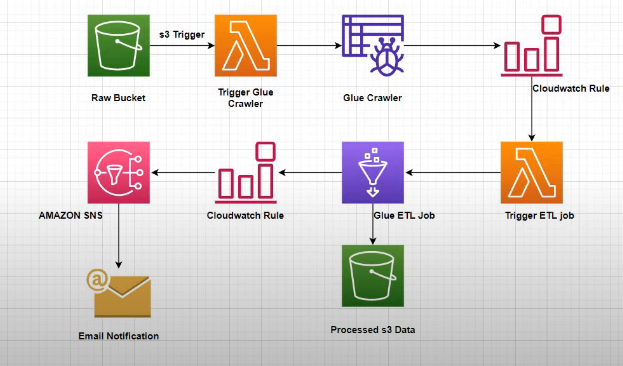 s3 Trigger
Raw Bucket
Trigger Glue
Crawler
Glue Crawler
Cloudwatch Rule
AMAZON SNS
Cloudwatch Rule
Glue ETL Job
Trigger ETL job
Email Notification
Processed s3 Data